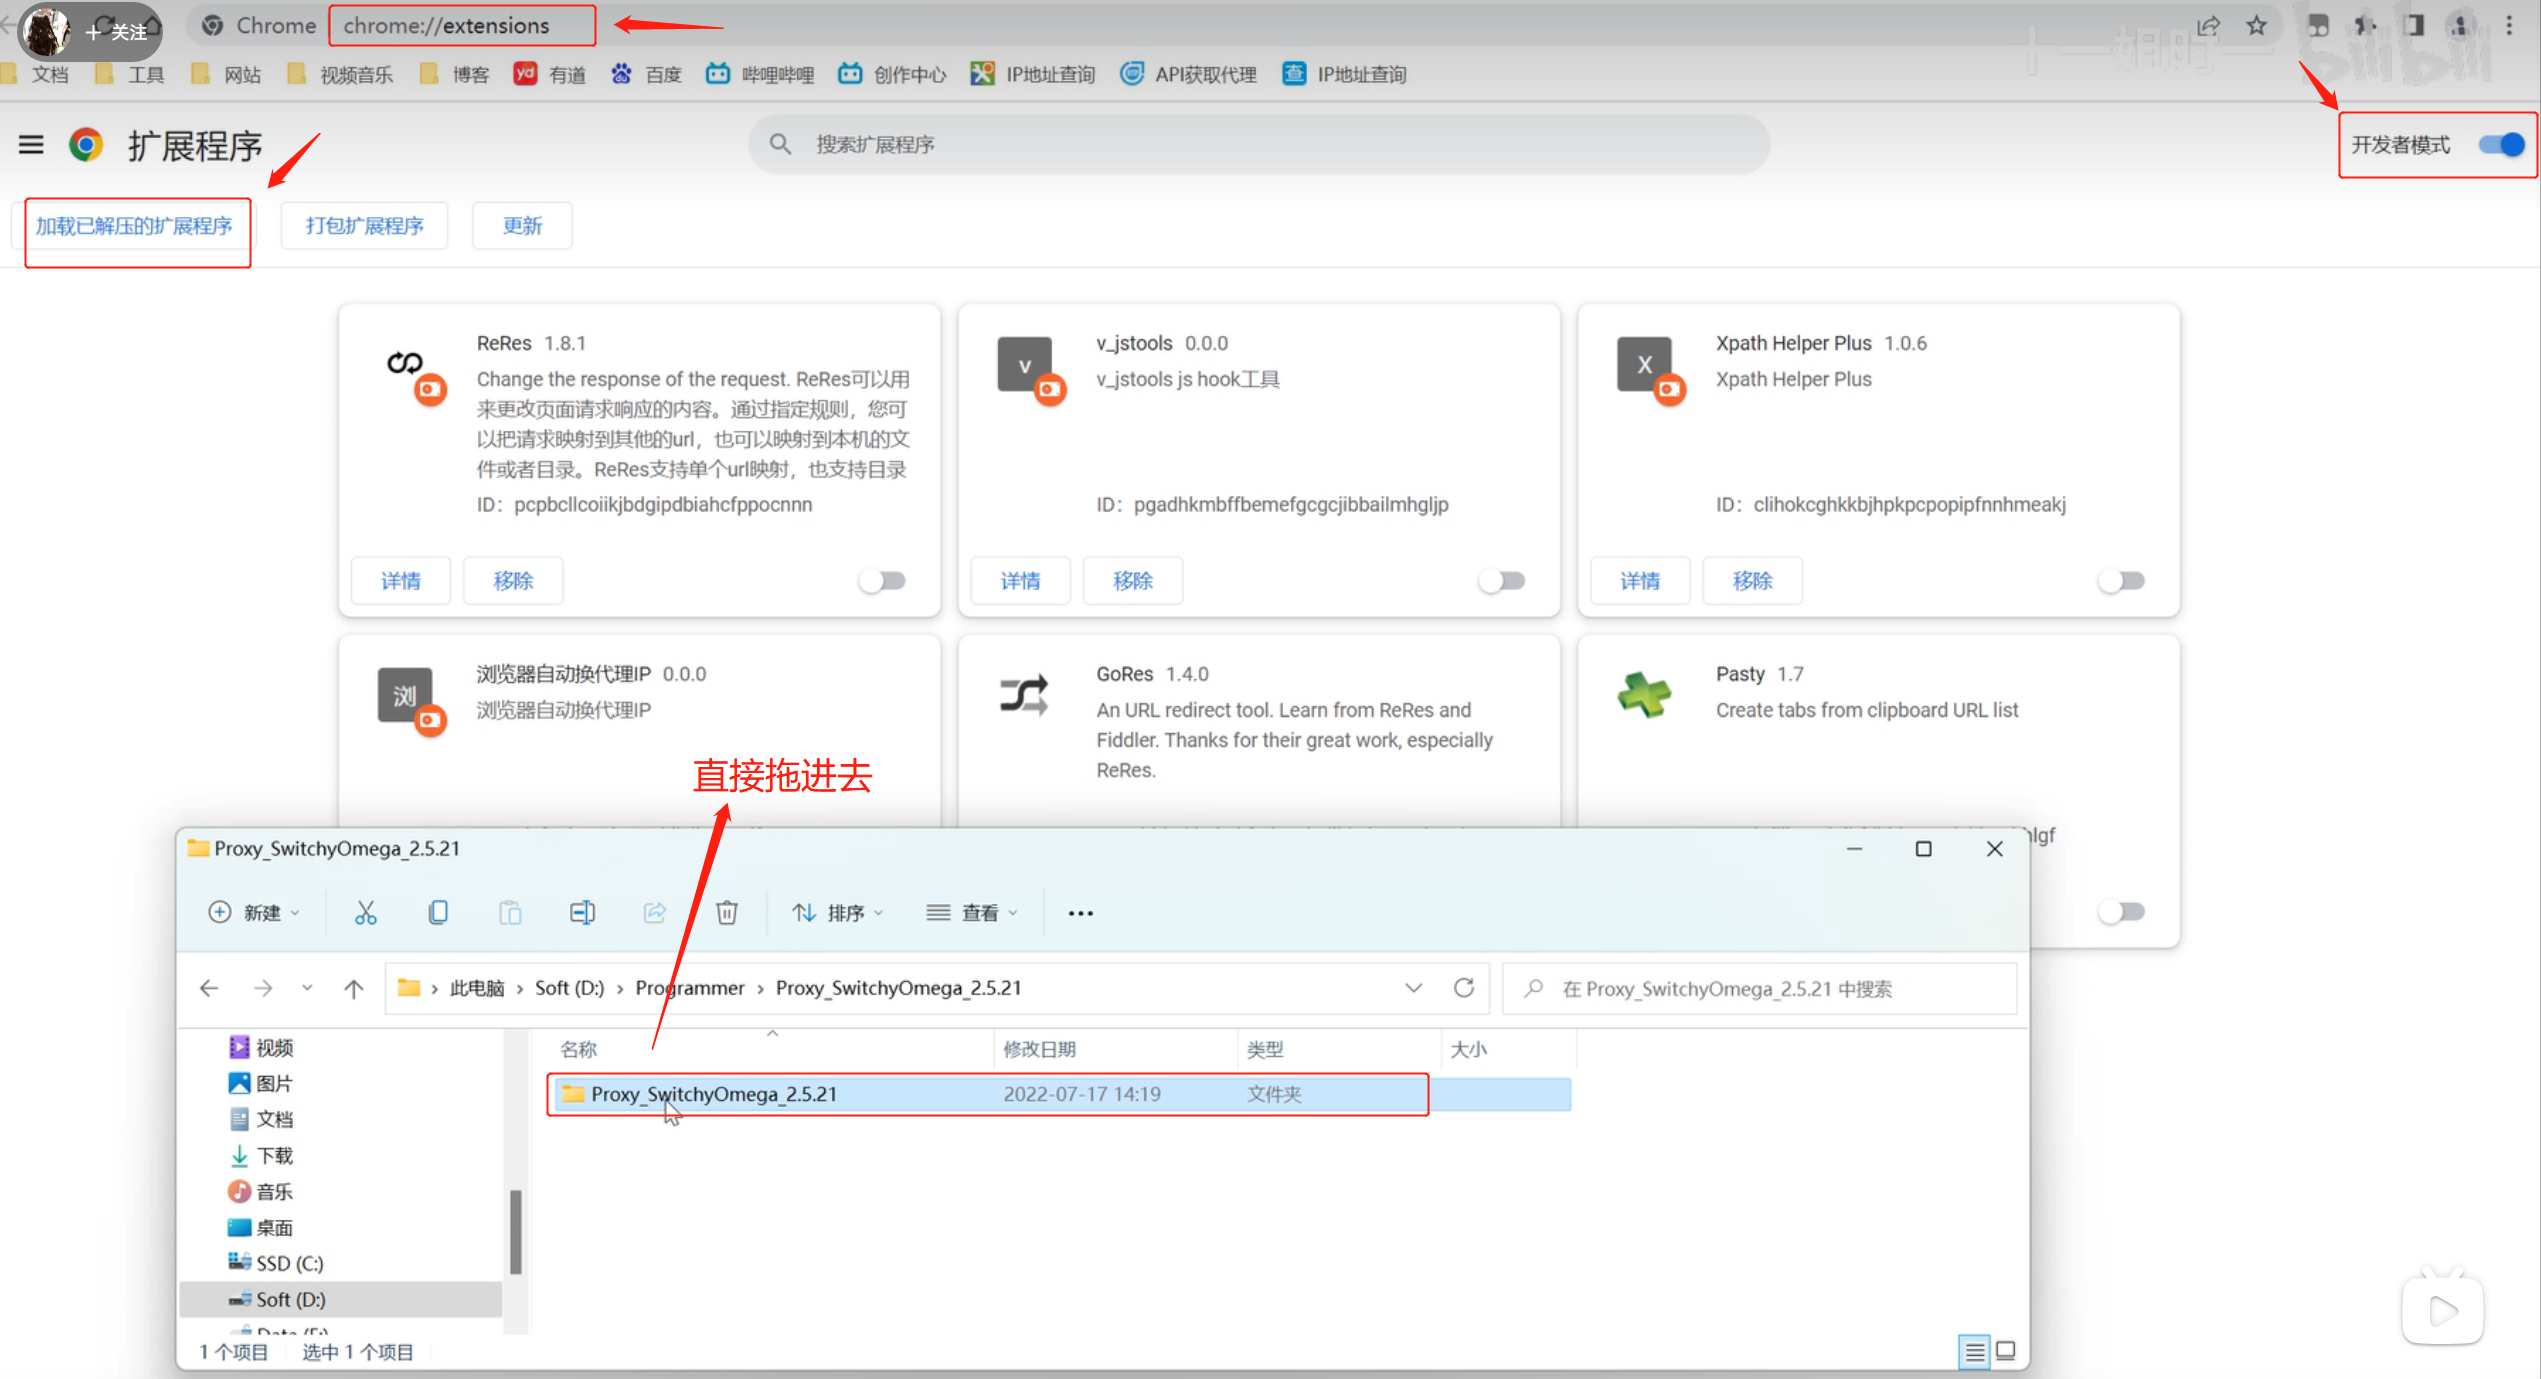 + 关注
Chrome chrome://extensions
文档 工具 网站 视频音乐 博客 有道 百度 哔哩哔哩 创作中心 IP地址查询 API获取代理 IP地址查询
bilibili
扩展程序
搜索扩展程序
开发者模式
加载已解压的扩展程序 打包扩展程序 更新
ReRes 1.8.1
Change the response of the request. ReRes可以用
来更改页面请求响应的内容。通过指定规则，您可
以把请求映射到其他的url，也可以映射到本机的文
件或者目录。ReRes支持单个url映射，也支持目录
ID：pcpbcllcoiikjbdgipdbiahcfppocnnn
详情 移除
v_jstools 0.0.0
v_jstools js hook工具
ID：pgadhkmbffbemefgcgcjibbailmhgljp
详情 移除
Xpath Helper Plus 1.0.6
Xpath Helper Plus
ID：clihokcghkkbjhpkpcpopipfnnhmeakj
详情 移除
浏览器自动换代理IP 0.0.0
浏览器自动换代理IP
GoRes 1.4.0
An URL redirect tool. Learn from ReRes and
Fiddler. Thanks for their great work, especially
ReRes.
Pasty 1.7
Create tabs from clipboard URL list
直接拖进去
Proxy_SwitchyOmega_2.5.21
新建 排序 查看
此电脑 › Soft (D:) › Programmer › Proxy_SwitchyOmega_2.5.21
在 Proxy_SwitchyOmega_2.5.21 中搜索
视频
图片
文档
下载
音乐
桌面
SSD (C:)
Soft (D:)
名称 修改日期 类型 大小
Proxy_SwitchyOmega_2.5.21 2022-07-17 14:19 文件夹
1 个项目 选中 1 个项目